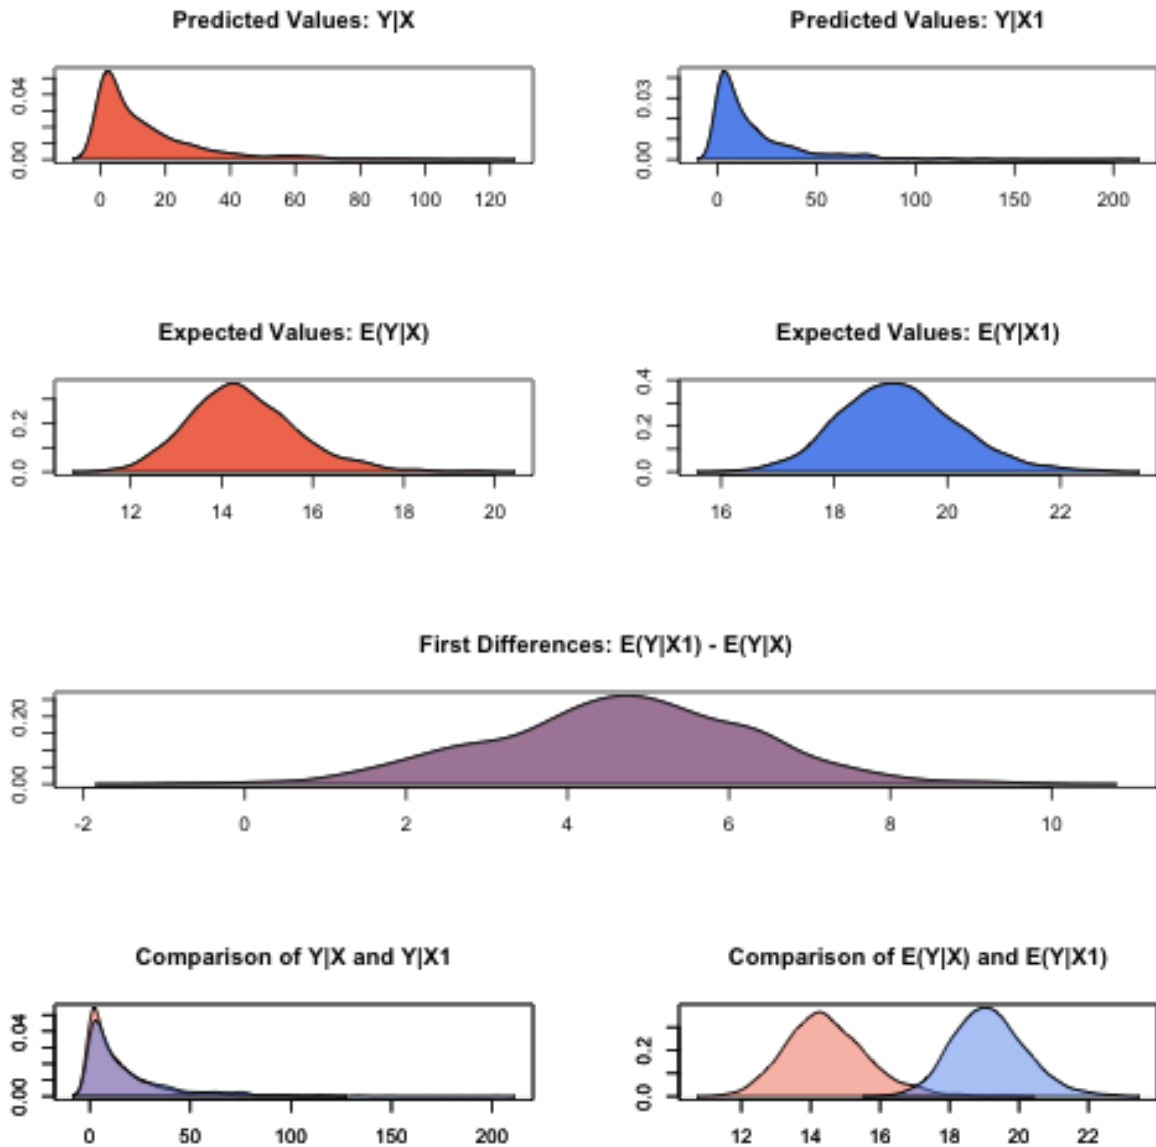 Predicted Values: Y|X
0.00 0.04
0 20 40 60 80 100 120
Predicted Values: Y|X1
0.00 0.03
0 50 100 150 200
Expected Values: E(Y|X)
0.0 0.2
12 14 16 18 20
Expected Values: E(Y|X1)
0.0 0.2 0.4
16 18 20 22
First Differences: E(Y|X1) - E(Y|X)
0.00 0.20
-2 0 2 4 6 8 10
Comparison of Y|X and Y|X1
0.00 0.04
0 50 100 150 200
Comparison of E(Y|X) and E(Y|X1)
0.0 0.2
12 14 16 18 20 22